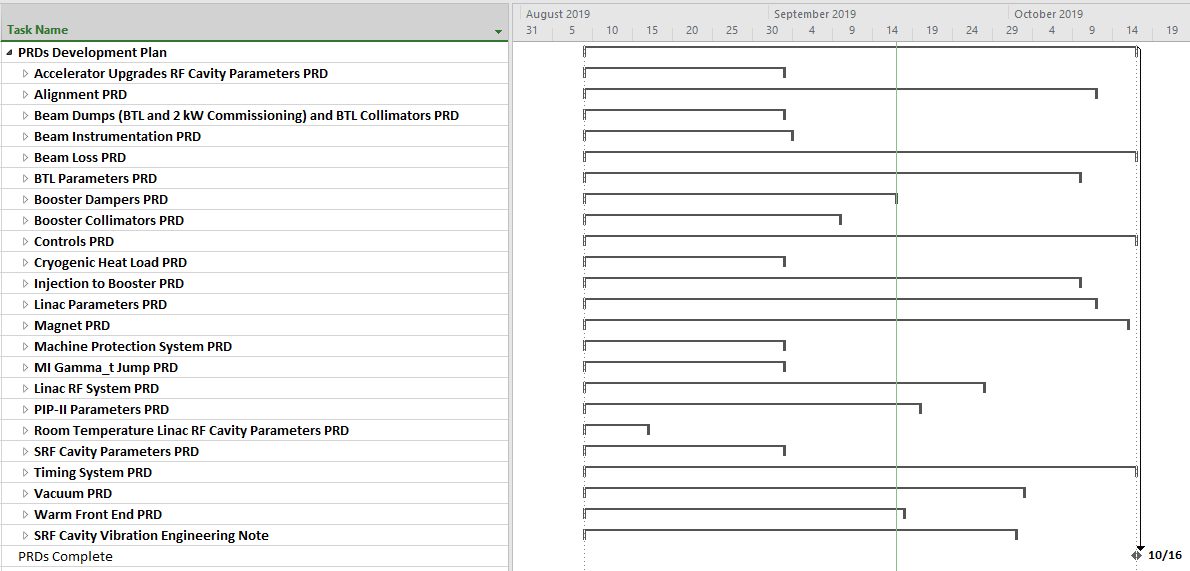 August 2019 September 2019 October 2019
Task Name 31 5 10 15 20 25 30 4 9 14 19 24 29 4 9 14 19
PRDs Development Plan
Accelerator Upgrades RF Cavity Parameters PRD
Alignment PRD
Beam Dumps (BTL and 2 kW Commissioning) and BTL Collimators PRD
Beam Instrumentation PRD
Beam Loss PRD
BTL Parameters PRD
Booster Dampers PRD
Booster Collimators PRD
Controls PRD
Cryogenic Heat Load PRD
Injection to Booster PRD
Linac Parameters PRD
Magnet PRD
Machine Protection System PRD
MI Gamma_t Jump PRD
Linac RF System PRD
PIP-II Parameters PRD
Room Temperature Linac RF Cavity Parameters PRD
SRF Cavity Parameters PRD
Timing System PRD
Vacuum PRD
Warm Front End PRD
SRF Cavity Vibration Engineering Note
PRDs Complete 10/16